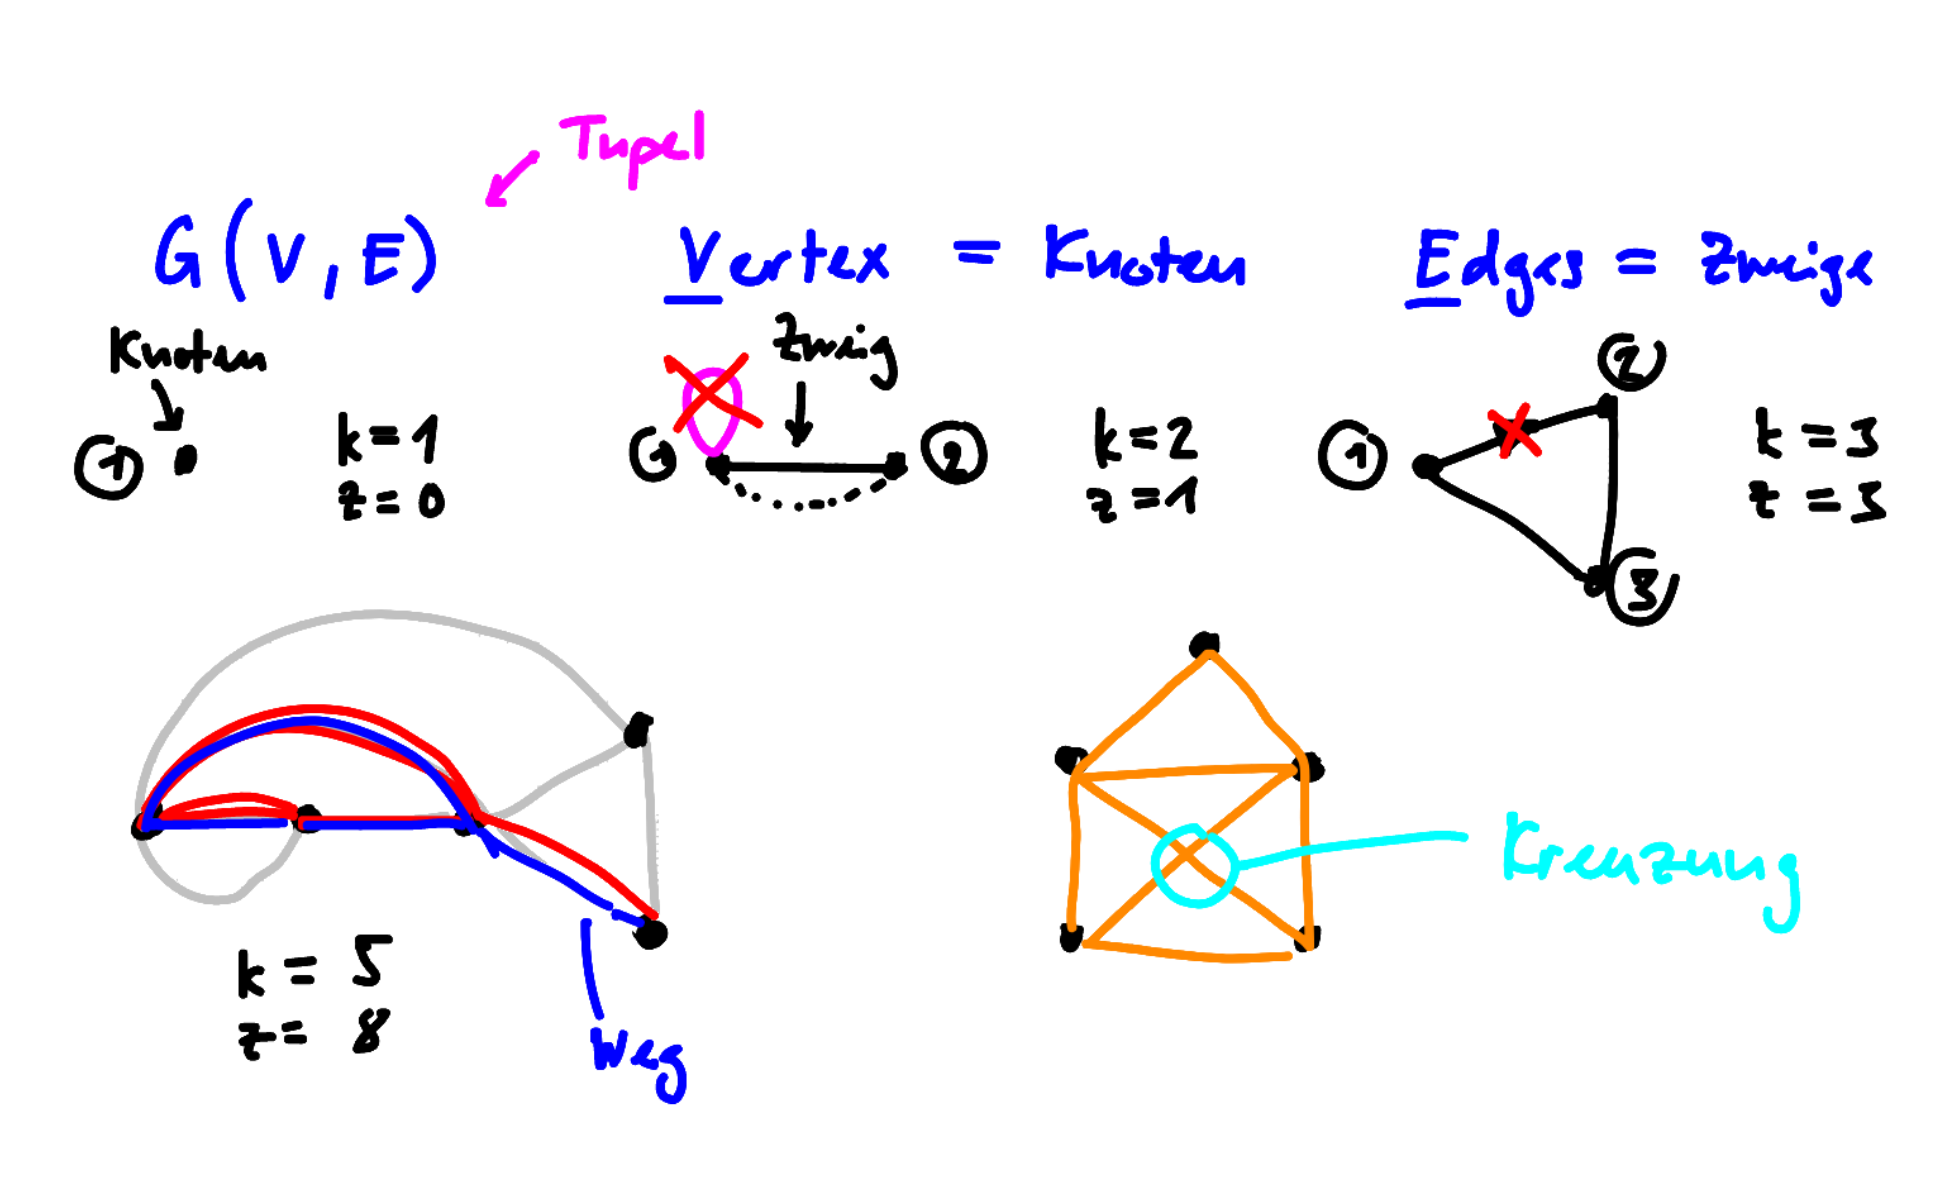 Tupel
G(V,E)
Vertex = Knoten
Edges = Zweige
Knoten
1
k=1
z=0
Zweig
1
2
k=2
z=1
1
2
3
k=3
z=3
k=5
z=8
Weg
Kreuzung